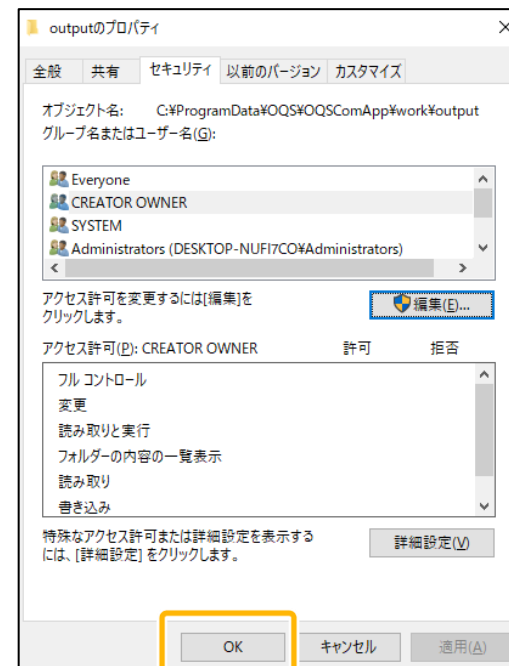 outputのプロパティ
全般 共有 セキュリティ 以前のバージョン カスタマイズ
オブジェクト名: C:¥ProgramData¥OQS¥OQSComApp¥work¥output
グループ名またはユーザー名(G):
Everyone
CREATOR OWNER
SYSTEM
Administrators (DESKTOP-NUFI7CO¥Administrators)
アクセス許可を変更するには[編集]を
クリックします。
編集(E)...
アクセス許可(P): CREATOR OWNER 許可 拒否
フル コントロール
変更
読み取りと実行
フォルダーの内容の一覧表示
読み取り
書き込み
特殊なアクセス許可または詳細設定を表示する
には、[詳細設定] をクリックします。
詳細設定(V)
OK キャンセル 適用(A)